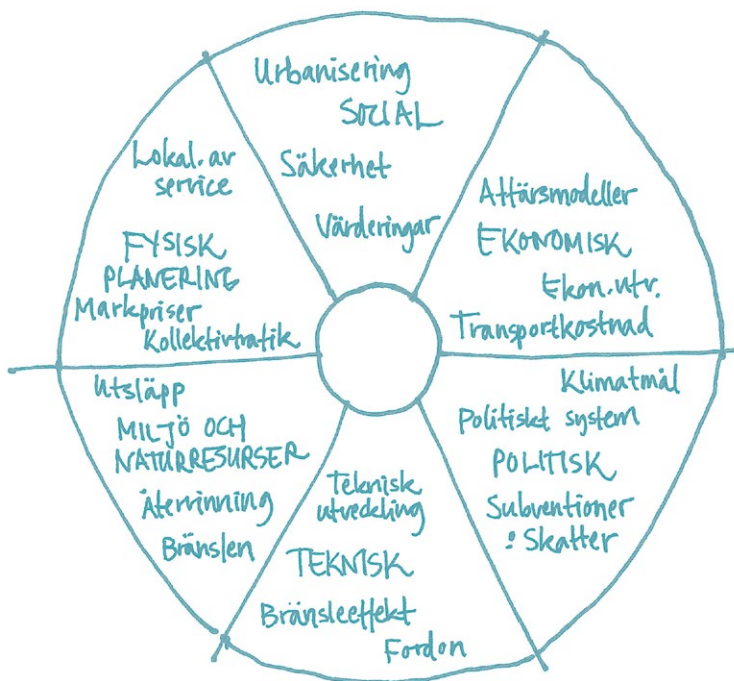 Urbanisering
SOCIAL
Säkerhet
Värderingar
Affärsmodeller
EKONOMISK
Ekon.utv.
Transportkostnad
Klimatmål
Politiskt system
POLITISK
Subventioner
: Skatter
Teknisk
utveckling
TEKNISK
Bränsleeffekt
Fordon
Utsläpp
MILJÖ OCH
NATURRESURSER
Återvinning
Bränslen
Lokal. av
service
FYSISK
PLANERING
Markpriser
Kollektivtrafik